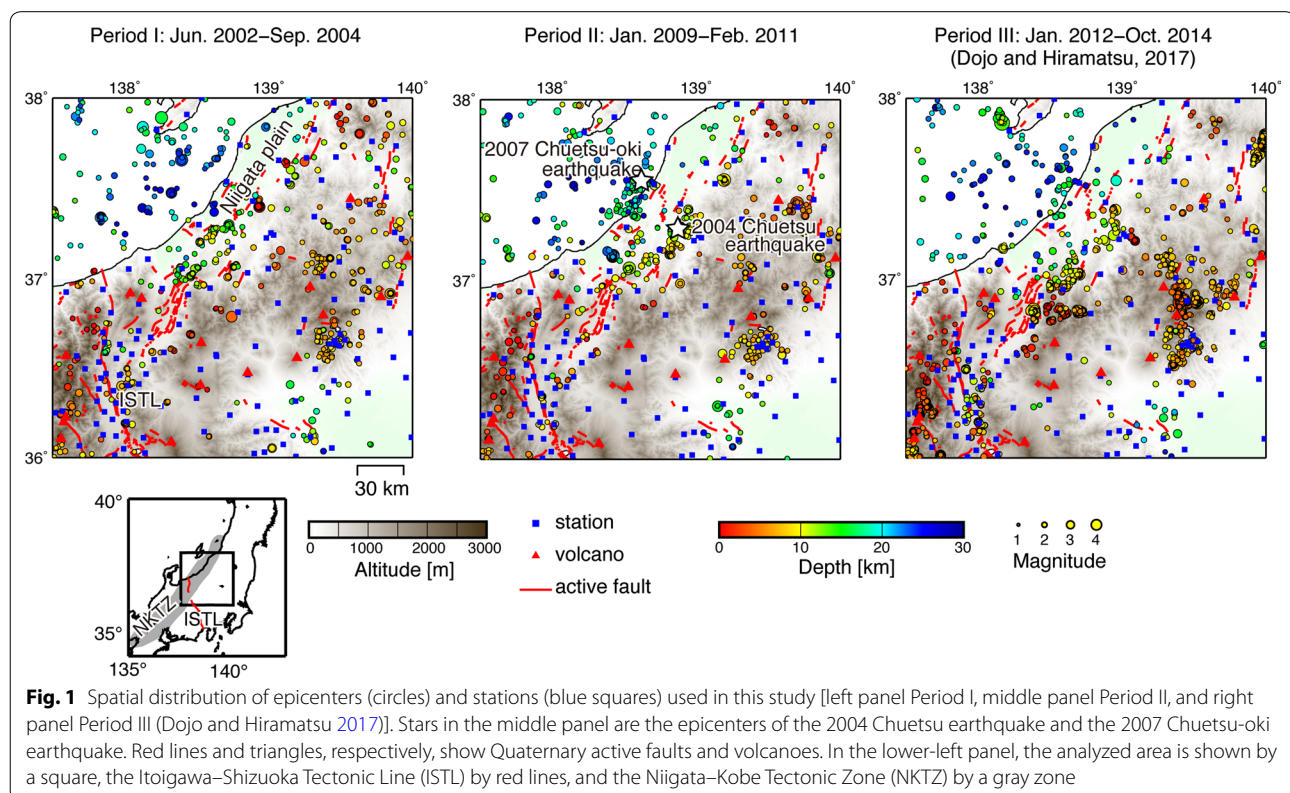 Period I: Jun. 2002–Sep. 2004
Period II: Jan. 2009–Feb. 2011
Period III: Jan. 2012–Oct. 2014
(Dojo and Hiramatsu, 2017)
138° 139° 140°
138° 139° 140°
138° 139° 140°
38°
37°
36°
38°
37°
38°
37°
Niigata plain
ISTL
2007 Chuetsu-oki
earthquake
2004 Chuetsu
earthquake
30 km
40°
35°
135° 140°
NKTZ
ISTL
0 1000 2000 3000
Altitude [m]
station
volcano
active fault
0 10 20 30
Depth [km]
1 2 3 4
Magnitude
Fig. 1 Spatial distribution of epicenters (circles) and stations (blue squares) used in this study [left panel Period I, middle panel Period II, and right
panel Period III (Dojo and Hiramatsu 2017)]. Stars in the middle panel are the epicenters of the 2004 Chuetsu earthquake and the 2007 Chuetsu-oki
earthquake. Red lines and triangles, respectively, show Quaternary active faults and volcanoes. In the lower-left panel, the analyzed area is shown by
a square, the Itoigawa–Shizuoka Tectonic Line (ISTL) by red lines, and the Niigata–Kobe Tectonic Zone (NKTZ) by a gray zone